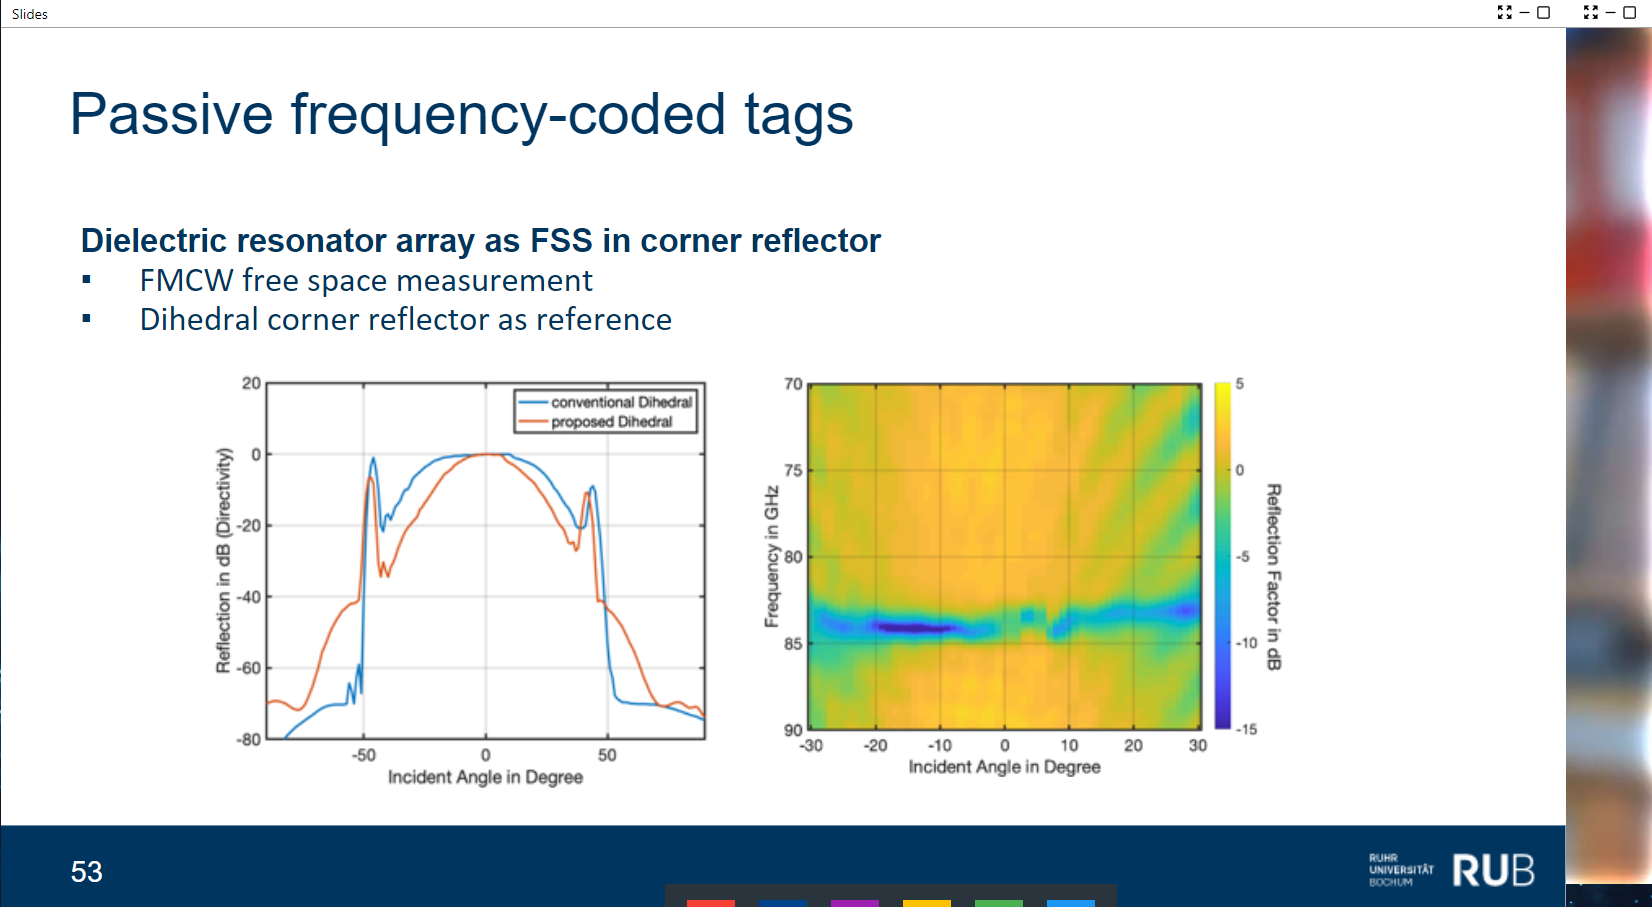 Slides
Passive frequency-coded tags
Dielectric resonator array as FSS in corner reflector
▪ FMCW free space measurement
▪ Dihedral corner reflector as reference
20
0
-20
-40
-60
-80
Reflection in dB (Directivity)
conventional Dihedral
proposed Dihedral
-50
0
50
Incident Angle in Degree
70
75
80
85
90
Frequency in GHz
-30
-20
-10
0
10
20
30
Incident Angle in Degree
5
0
-5
-10
-15
Reflection Factor in dB
53
RUHR
UNIVERSITÄT
BOCHUM
RUB